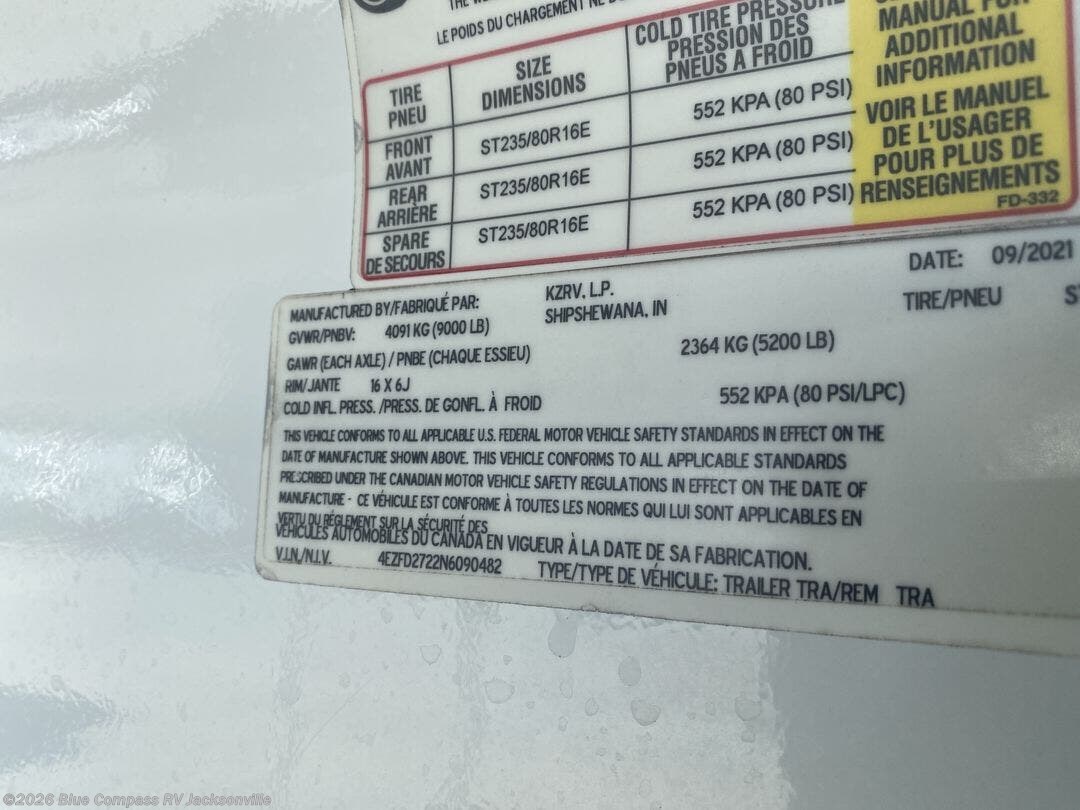 LE POIDS DU CHARGEMENT NE
COLD TIRE PRESSURE
PRESSION DES
PNEUS A FROID
MANUAL FOR
ADDITIONAL
INFORMATION
VOIR LE MANUEL
DE L'USAGER
POUR PLUS DE
RENSEIGNEMENTS
FD-332
TIRE
PNEU
SIZE
DIMENSIONS
FRONT
AVANT
ST235/80R16E
552 KPA (80 PSI)
REAR
ARRIÈRE
ST235/80R16E
552 KPA (80 PSI)
SPARE
DE SECOURS
ST235/80R16E
552 KPA (80 PSI)
MANUFACTURED BY/FABRIQUÉ PAR: KZRV, L.P. DATE: 09/2021
SHIPSHEWANA, IN
GVWR/PNBV: 4091 KG (9000 LB) TIRE/PNEU
GAWR (EACH AXLE) / PNBE (CHAQUE ESSIEU) 2364 KG (5200 LB)
RIM/JANTE 16 X 6J
COLD INFL. PRESS. /PRESS. DE GONFL. À FROID 552 KPA (80 PSI/LPC)
THIS VEHICLE CONFORMS TO ALL APPLICABLE U.S. FEDERAL MOTOR VEHICLE SAFETY STANDARDS IN EFFECT ON THE
DATE OF MANUFACTURE SHOWN ABOVE. THIS VEHICLE CONFORMS TO ALL APPLICABLE STANDARDS
PRESCRIBED UNDER THE CANADIAN MOTOR VEHICLE SAFETY REGULATIONS IN EFFECT ON THE DATE OF
MANUFACTURE - CE VÉHICULE EST CONFORME À TOUTES LES NORMES QUI LUI SONT APPLICABLES EN
VERTU DU RÉGLEMENT SUR LA SÉCURITÉ DES
VÉHICULES AUTOMOBILES DU CANADA EN VIGUEUR À LA DATE DE SA FABRICATION.
V.I.N./N.I.V. 4EZFD2722N6090482 TYPE/TYPE DE VÉHICULE: TRAILER TRA/REM TRA
©2026 Blue Compass RV Jacksonville